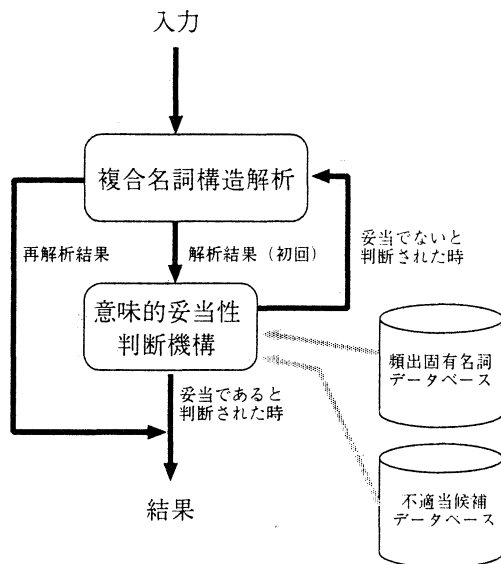 入力
複合名詞構造解析
再解析結果
解析結果（初回）
妥当でないと
判断された時
意味的妥当性
判断機構
頻出固有名詞
データベース
妥当であると
判断された時
結果
不適当候補
データベース